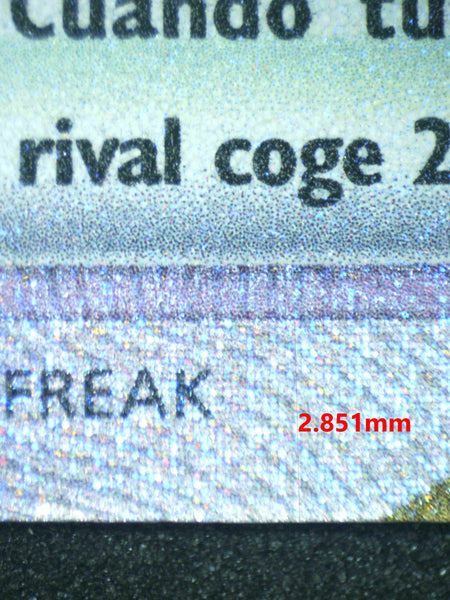 Cuando tu
rival coge 2
FREAK
2.851mm